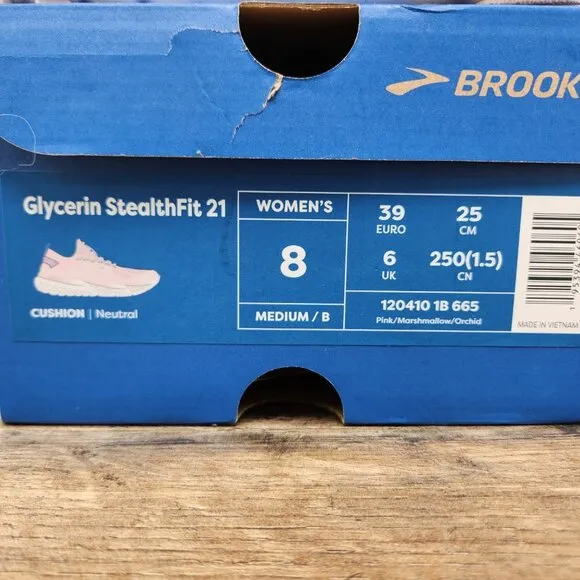 BROOK
Glycerin StealthFit 21
CUSHION | Neutral
WOMEN'S
8
MEDIUM / B
39 25
EURO CM
6 250(1.5)
UK CN
120410 1B 665
Pink/Marshmallow/Orchid
MADE IN VIETNAM